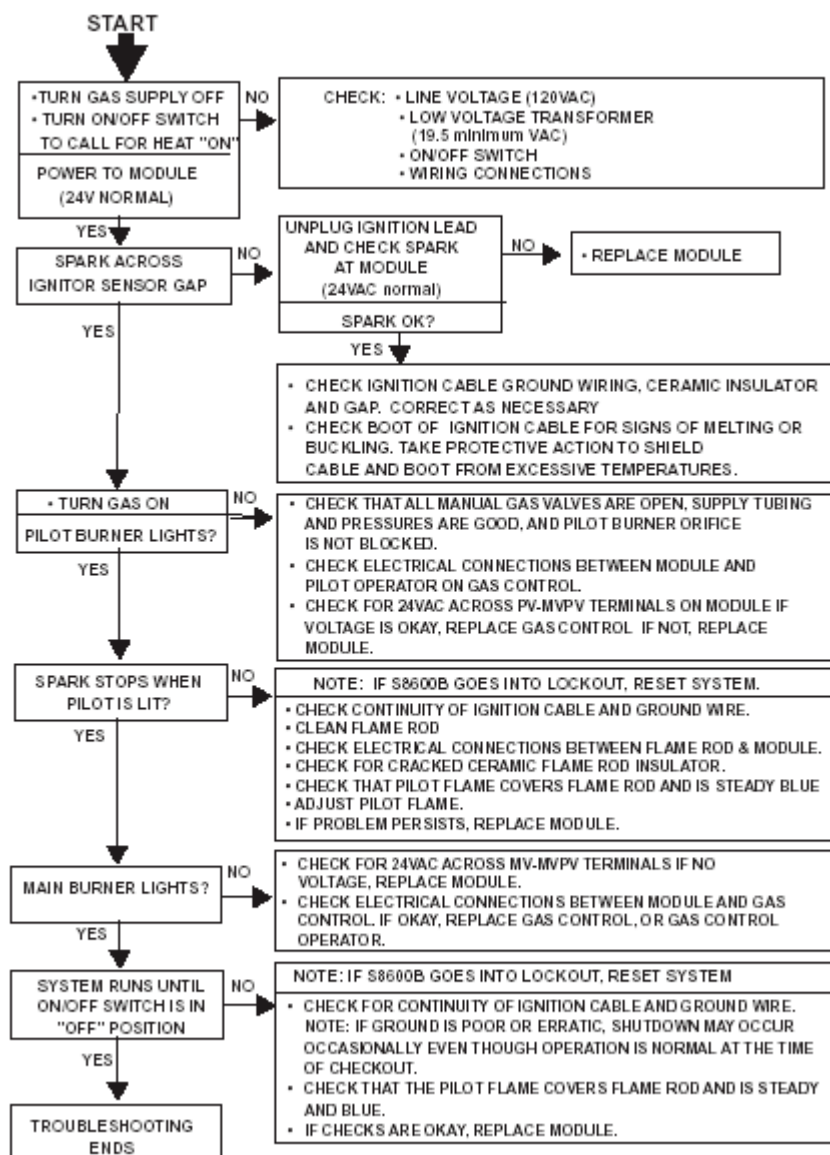 START
•TURN GAS SUPPLY OFF
• TURN ON/OFF SWITCH
TO CALL FOR HEAT "ON"
POWER TO MODULE
(24V NORMAL)
NO
CHECK: • LINE VOLTAGE (120VAC)
• LOW VOLTAGE TRANSFORMER
(19.5 minimum VAC)
• ON/OFF SWITCH
• WIRING CONNECTIONS
YES
SPARK ACROSS
IGNITOR SENSOR GAP
NO
UNPLUG IGNITION LEAD
AND CHECK SPARK
AT MODULE
(24VAC normal)
SPARK OK?
NO
• REPLACE MODULE
YES
• CHECK IGNITION CABLE GROUND WIRING, CERAMIC INSULATOR
AND GAP. CORRECT AS NECESSARY
• CHECK BOOT OF IGNITION CABLE FOR SIGNS OF MELTING OR
BUCKLING. TAKE PROTECTIVE ACTION TO SHIELD
CABLE AND BOOT FROM EXCESSIVE TEMPERATURES.
YES
• TURN GAS ON
PILOT BURNER LIGHTS?
NO
• CHECK THAT ALL MANUAL GAS VALVES ARE OPEN, SUPPLY TUBING
AND PRESSURES ARE GOOD, AND PILOT BURNER ORIFICE
IS NOT BLOCKED.
• CHECK ELECTRICAL CONNECTIONS BETWEEN MODULE AND
PILOT OPERATOR ON GAS CONTROL.
• CHECK FOR 24VAC ACROSS PV-MVPV TERMINALS ON MODULE IF
VOLTAGE IS OKAY, REPLACE GAS CONTROL IF NOT, REPLACE
MODULE.
YES
SPARK STOPS WHEN
PILOT IS LIT?
NO
NOTE: IF S8600B GOES INTO LOCKOUT, RESET SYSTEM.
• CHECK CONTINUITY OF IGNITION CABLE AND GROUND WIRE.
• CLEAN FLAME ROD
• CHECK ELECTRICAL CONNECTIONS BETWEEN FLAME ROD & MODULE.
• CHECK FOR CRACKED CERAMIC FLAME ROD INSULATOR.
• CHECK THAT PILOT FLAME COVERS FLAME ROD AND IS STEADY BLUE
• ADJUST PILOT FLAME.
• IF PROBLEM PERSISTS, REPLACE MODULE.
YES
MAIN BURNER LIGHTS?
NO
• CHECK FOR 24VAC ACROSS MV-MVPV TERMINALS IF NO
VOLTAGE, REPLACE MODULE.
• CHECK ELECTRICAL CONNECTIONS BETWEEN MODULE AND GAS
CONTROL. IF OKAY, REPLACE GAS CONTROL, OR GAS CONTROL
OPERATOR.
YES
SYSTEM RUNS UNTIL
ON/OFF SWITCH IS IN
"OFF" POSITION
NO
NOTE: IF S8600B GOES INTO LOCKOUT, RESET SYSTEM
• CHECK FOR CONTINUITY OF IGNITION CABLE AND GROUND WIRE.
NOTE: IF GROUND IS POOR OR ERRATIC, SHUTDOWN MAY OCCUR
OCCASIONALLY EVEN THOUGH OPERATION IS NORMAL AT THE TIME
OF CHECKOUT.
• CHECK THAT THE PILOT FLAME COVERS FLAME ROD AND IS STEADY
AND BLUE.
• IF CHECKS ARE OKAY, REPLACE MODULE.
YES
TROUBLESHOOTING
ENDS